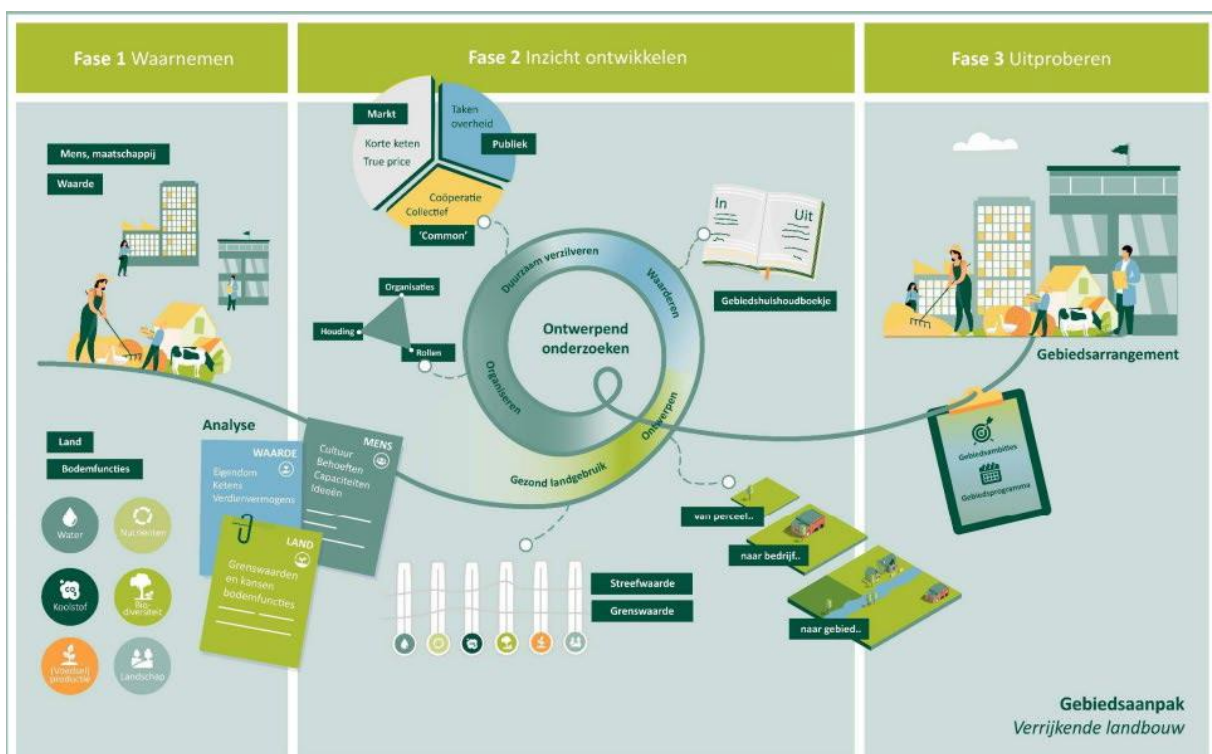 Fase 1 Waarnemen
Mens, maatschappij
Waarde
Land
Bodemfuncties
Water
Nutriënten
CO2
Koolstof
Bio-
diversiteit
(Voedsel)
productie
Landschap
Analyse
WAARDE
Eigendom
Ketens
Verdienvermogens
MENS
Cultuur
Behoeften
Capaciteiten
Ideeën
LAND
Grenswaarden
en kansen
bodemfuncties
Fase 2 Inzicht ontwikkelen
Markt
Korte keten
True price
Taken
overheid
Publiek
Coöperatie
Collectief
'Common'
Organisaties
Houding
Rollen
In
Uit
Gebiedshuishoudboekje
Duurzaam verzilveren
Waarderen
Ontwerpend
onderzoeken
Organiseren
Ontwerpen
Gezond landgebruik
Streefwaarde
Grenswaarde
van perceel..
naar bedrijf..
naar gebied..
Fase 3 Uitproberen
Gebiedsarrangement
Gebiedsambities
Gebiedsprogramma
Gebiedsaanpak
Verrijkende landbouw